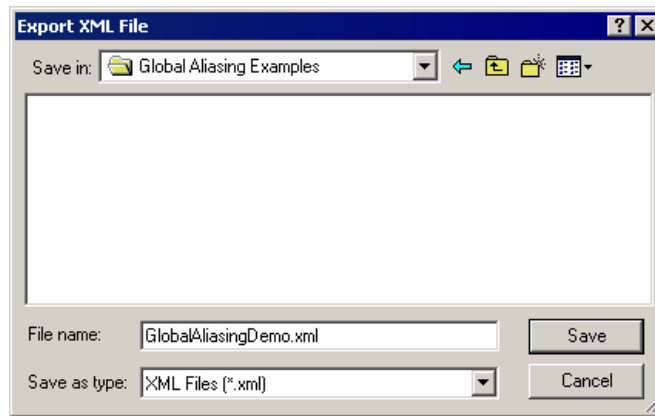 Export XML File
Save in: Global Aliasing Examples
File name: GlobalAliasingDemo.xml Save
Save as type: XML Files (*.xml) Cancel